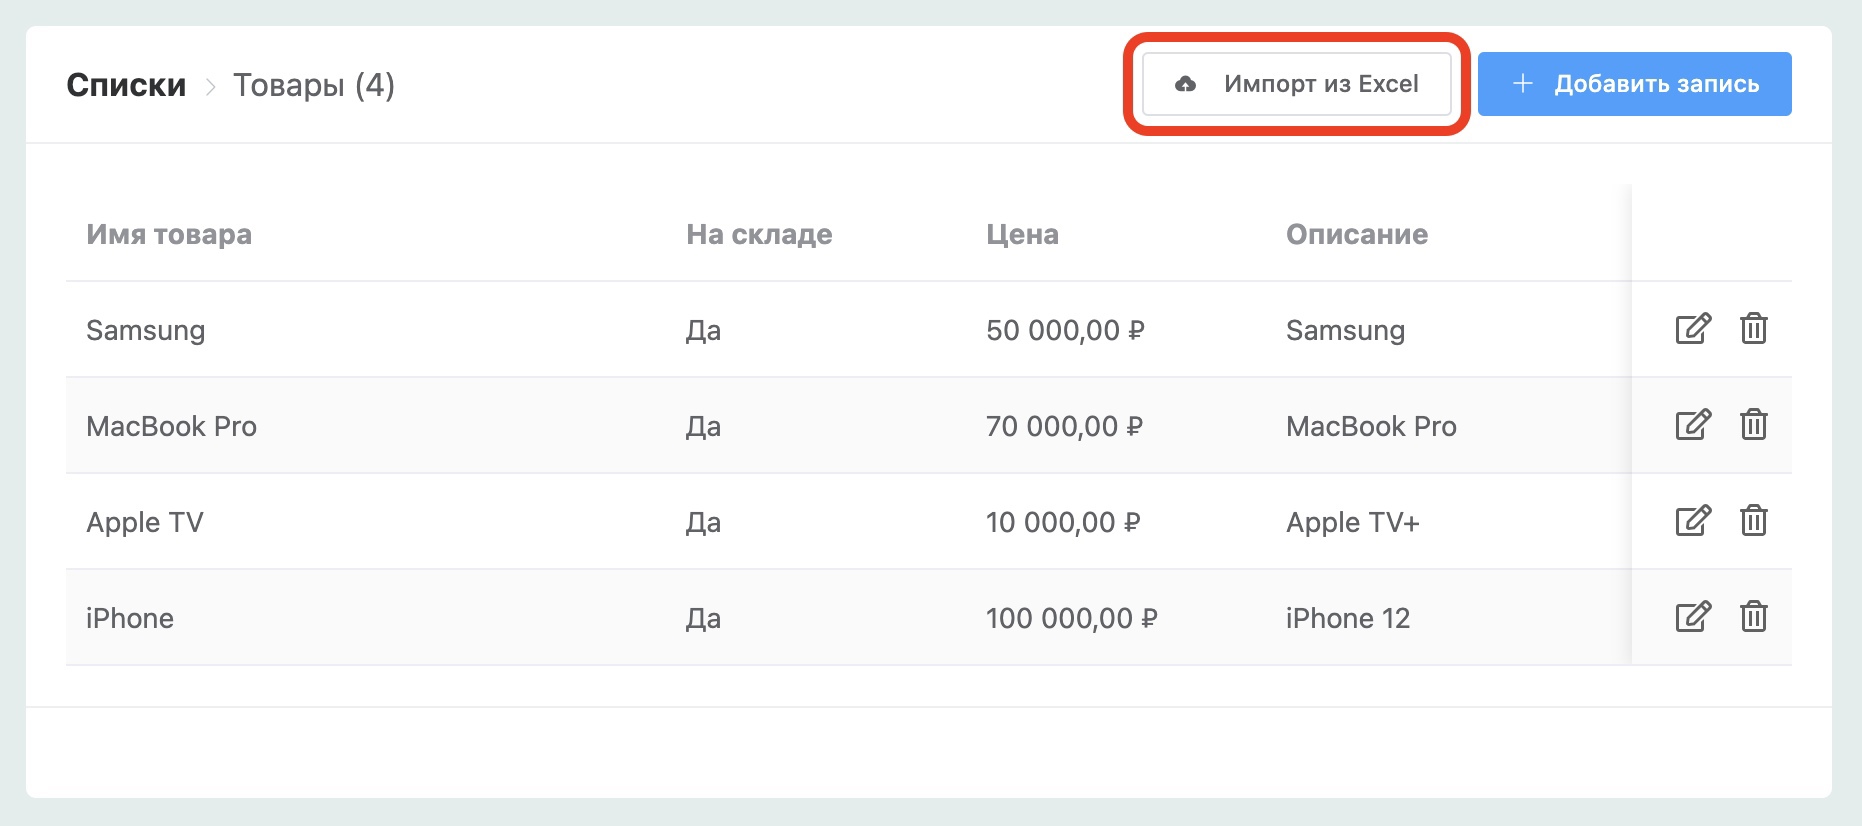 Списки > Товары (4)
Импорт из Excel
+ Добавить запись
Имя товара На складе Цена Описание
Samsung Да 50 000,00 ₽ Samsung
MacBook Pro Да 70 000,00 ₽ MacBook Pro
Apple TV Да 10 000,00 ₽ Apple TV+
iPhone Да 100 000,00 ₽ iPhone 12